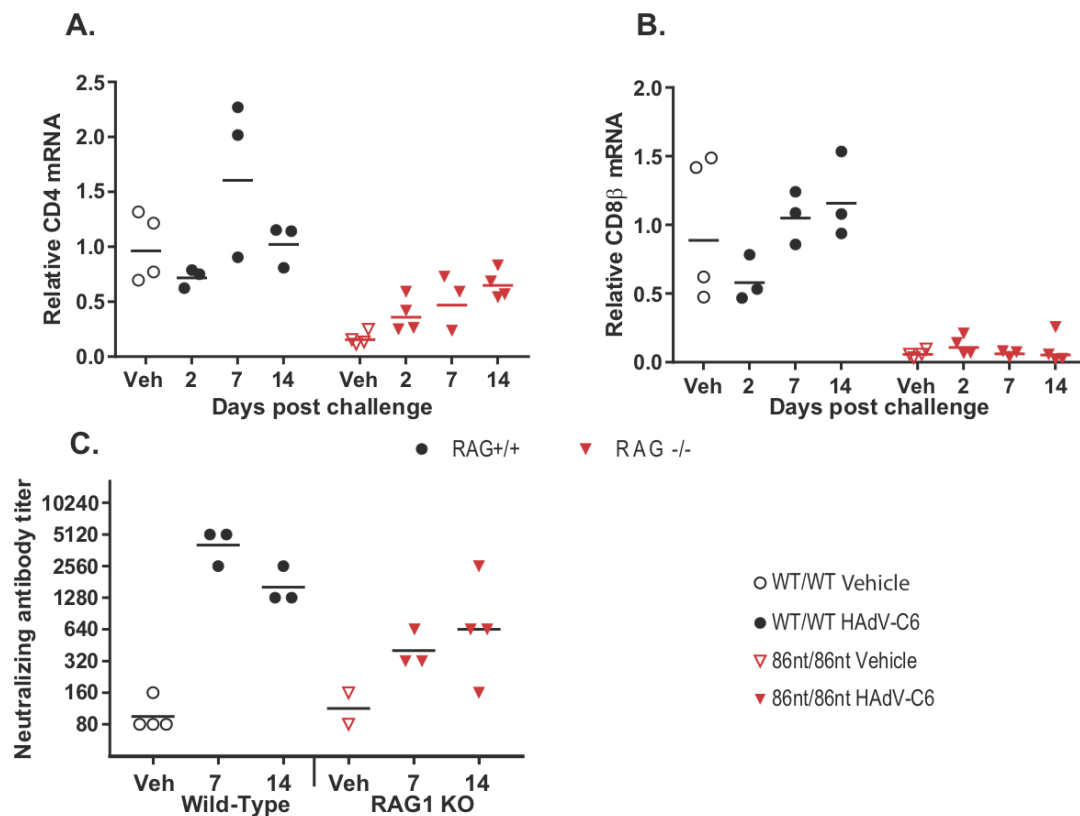 A.
Relative CD4 mRNA
2.5
2.0
1.5
1.0
0.5
0.0
Veh 2 7 14 Veh 2 7 14
Days post challenge
B.
Relative CD8β mRNA
2.0
1.5
1.0
0.5
0.0
Veh 2 7 14 Veh 2 7 14
Days post challenge
RAG+/+ RAG -/-
C.
Neutralizing antibody titer
10240
5120
2560
1280
640
320
160
80
Veh 7 14 Veh 7 14
Wild-Type RAG1 KO
WT/WT Vehicle
WT/WT HAdV-C6
86nt/86nt Vehicle
86nt/86nt HAdV-C6